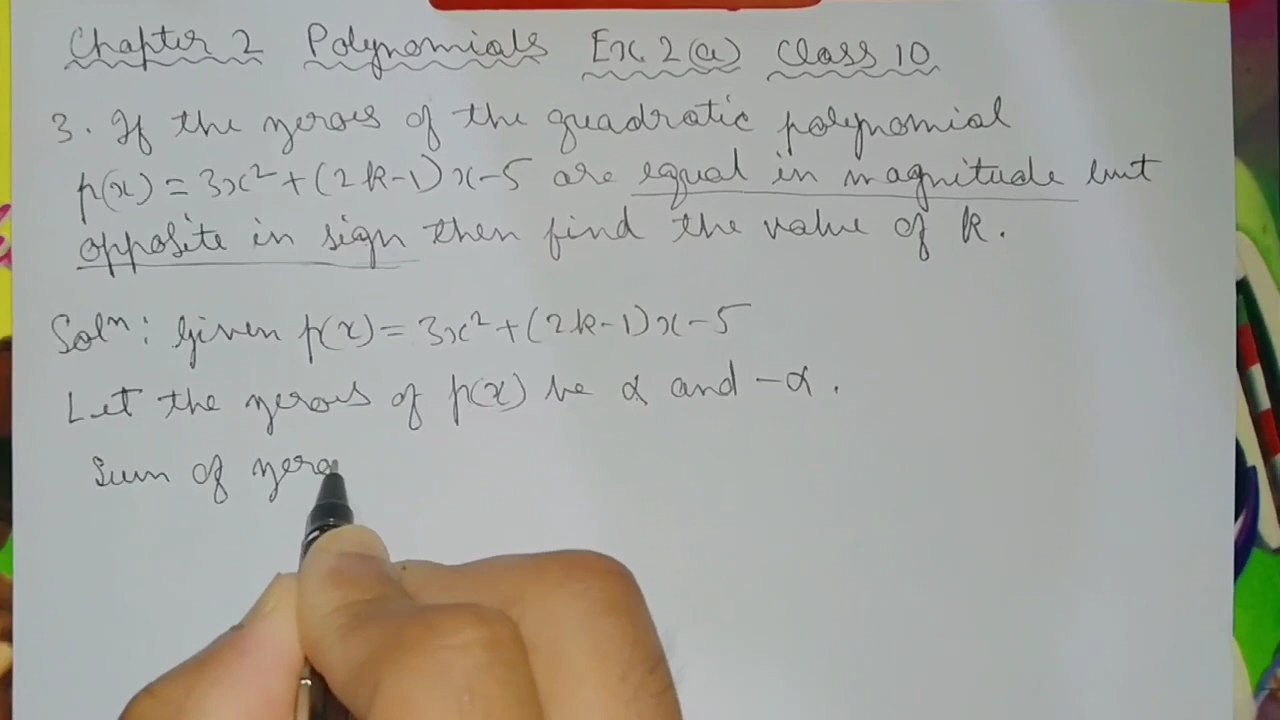 Chapter 2 Polynomials Ex 2(a) Class 10
3. If the zeroes of the quadratic polynomial
p(x) = 3x² + (2k-1)x - 5 are equal in magnitude but
opposite in sign then find the value of k.
Solⁿ: Given p(x) = 3x² + (2k-1)x - 5
Let the zeroes of p(x) be α and -α.
Sum of zero